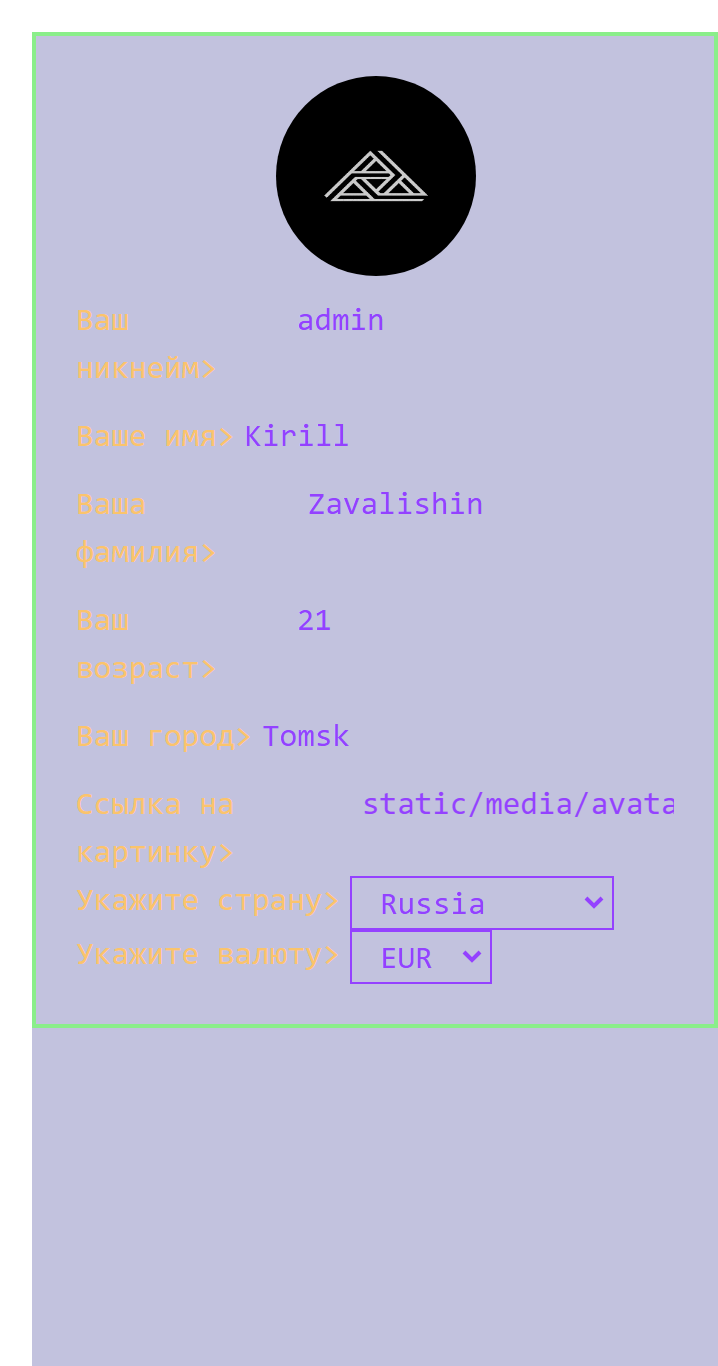 Ваш admin
никнейм>
Ваше имя> Kirill
Ваша Zavalishin
фамилия>
Ваш 21
возраст>
Ваш город> Tomsk
Ссылка на static/media/avata
картинку>
Укажите страну> Russia
Укажите валюту> EUR